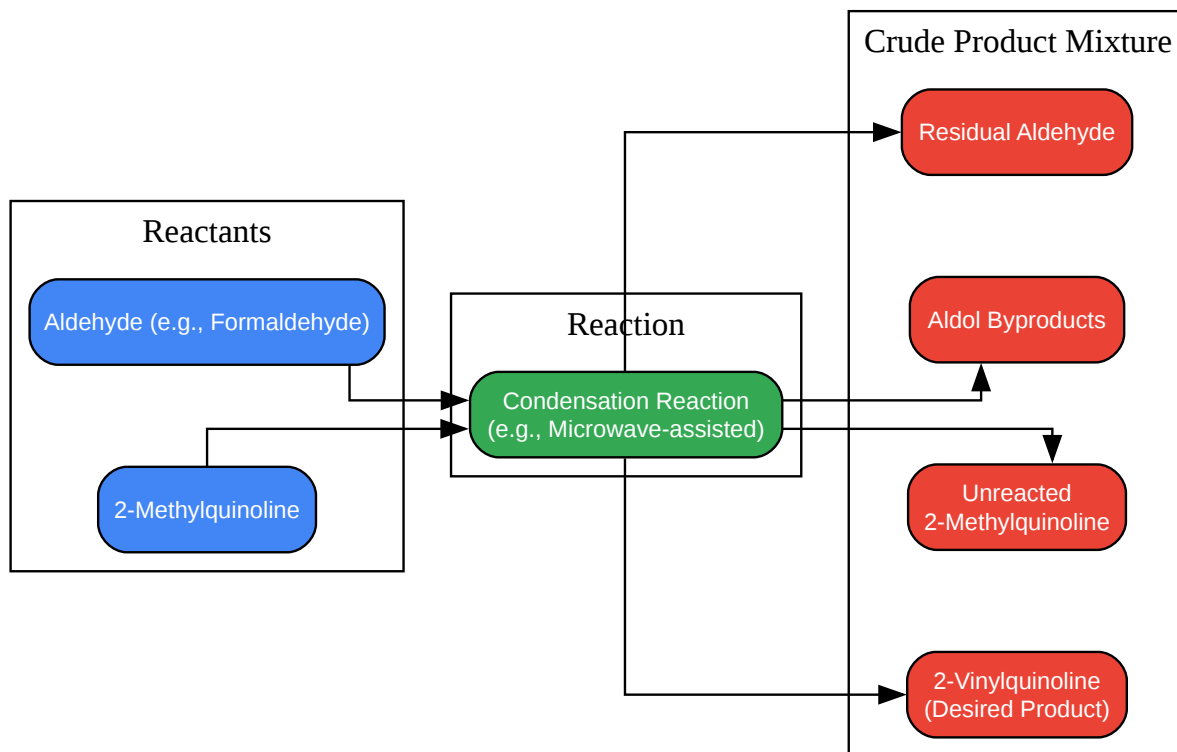 Crude Product Mixture
Residual Aldehyde
Reactants
Aldehyde (e.g., Formaldehyde)
2-Methylquinoline
Reaction
Condensation Reaction
(e.g., Microwave-assisted)
Aldol Byproducts
Unreacted
2-Methylquinoline
2-Vinylquinoline
(Desired Product)